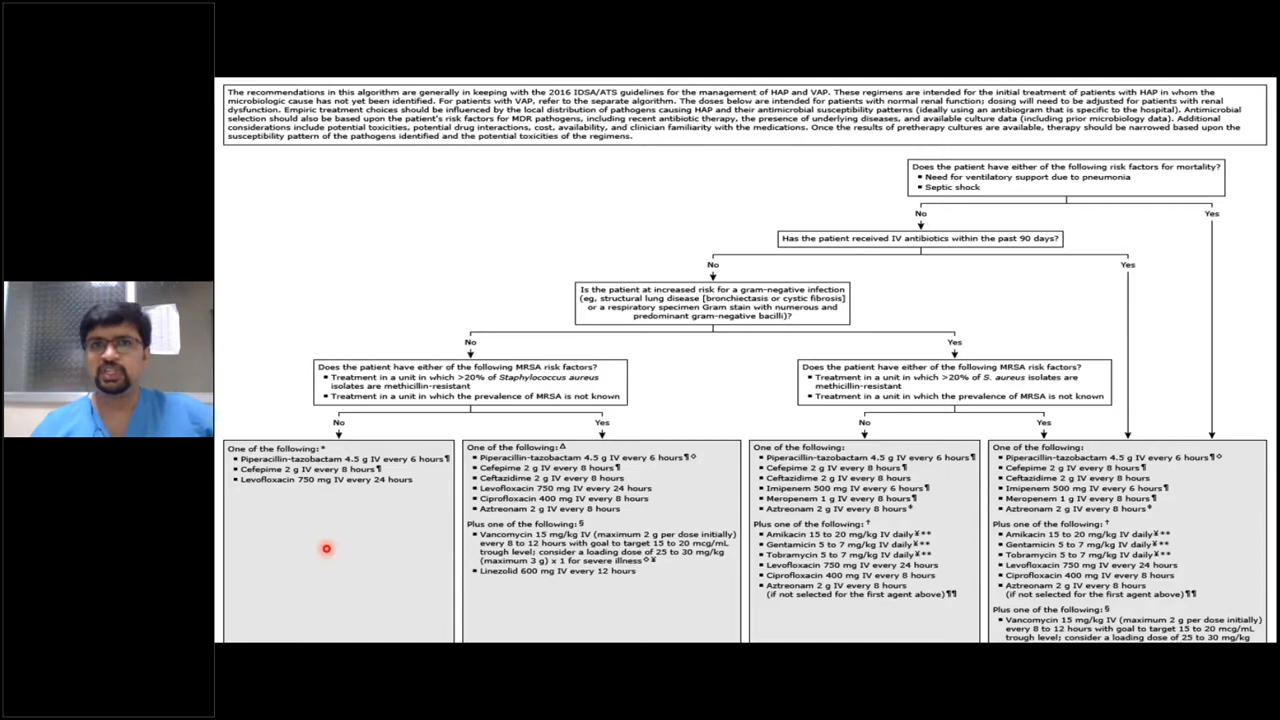 The recommendations in this algorithm are generally in keeping with the 2016 IDSA/ATS guidelines for the management of HAP and VAP. These regimens are intended for the initial treatment of patients with HAP in whom the
microbiologic cause has not yet been identified. For patients with VAP, refer to the separate algorithm. The doses below are intended for patients with normal renal function; dosing will need to be adjusted for patients with renal
dysfunction. Empiric treatment choices should be influenced by the local distribution of pathogens causing HAP and their antimicrobial susceptibility patterns (ideally using an antibiogram that is specific to the hospital). Antimicrobial
selection should also be based upon the patient's risk factors for MDR pathogens, including recent antibiotic therapy, the presence of underlying diseases, and available culture data (including prior microbiology data). Additional
considerations include potential toxicities, potential drug interactions, cost, availability, and clinician familiarity with the medications. Once the results of pretherapy cultures are available, therapy should be narrowed based upon the
susceptibility pattern of the pathogens identified and the potential toxicities of the regimens.
Does the patient have either of the following risk factors for mortality?
▪ Need for ventilatory support due to pneumonia
▪ Septic shock
No
Yes
Has the patient received IV antibiotics within the past 90 days?
No
Yes
Is the patient at increased risk for a gram-negative infection
(eg, structural lung disease [bronchiectasis or cystic fibrosis]
or a respiratory specimen Gram stain with numerous and
predominant gram-negative bacilli)?
No
Yes
Does the patient have either of the following MRSA risk factors?
▪ Treatment in a unit in which >20% of Staphylococcus aureus
isolates are methicillin-resistant
▪ Treatment in a unit in which the prevalence of MRSA is not known
Does the patient have either of the following MRSA risk factors?
▪ Treatment in a unit in which >20% of S. aureus isolates are
methicillin-resistant
▪ Treatment in a unit in which the prevalence of MRSA is not known
No
Yes
No
Yes
One of the following:*
▪ Piperacillin-tazobactam 4.5 g IV every 6 hours¶
▪ Cefepime 2 g IV every 8 hours¶
▪ Levofloxacin 750 mg IV every 24 hours
One of the following:Δ
▪ Piperacillin-tazobactam 4.5 g IV every 6 hours¶◊
▪ Cefepime 2 g IV every 8 hours¶
▪ Ceftazidime 2 g IV every 8 hours
▪ Levofloxacin 750 mg IV every 24 hours
▪ Ciprofloxacin 400 mg IV every 8 hours
▪ Aztreonam 2 g IV every 8 hours
Plus one of the following:§
▪ Vancomycin 15 mg/kg IV (maximum 2 g per dose initially)
every 8 to 12 hours with goal to target 15 to 20 mcg/mL
trough level; consider a loading dose of 25 to 30 mg/kg
(maximum 3 g) x 1 for severe illness◊¥
▪ Linezolid 600 mg IV every 12 hours
One of the following:
▪ Piperacillin-tazobactam 4.5 g IV every 6 hours¶
▪ Cefepime 2 g IV every 8 hours¶
▪ Ceftazidime 2 g IV every 8 hours
▪ Imipenem 500 mg IV every 6 hours¶
▪ Meropenem 1 g IV every 8 hours¶
▪ Aztreonam 2 g IV every 8 hours‡
Plus one of the following:†
▪ Amikacin 15 to 20 mg/kg IV daily¥**
▪ Gentamicin 5 to 7 mg/kg IV daily¥**
▪ Tobramycin 5 to 7 mg/kg IV daily¥**
▪ Levofloxacin 750 mg IV every 24 hours
▪ Ciprofloxacin 400 mg IV every 8 hours
▪ Aztreonam 2 g IV every 8 hours
(if not selected for the first agent above)¶¶
One of the following:
▪ Piperacillin-tazobactam 4.5 g IV every 6 hours¶◊
▪ Cefepime 2 g IV every 8 hours¶
▪ Ceftazidime 2 g IV every 8 hours
▪ Imipenem 500 mg IV every 6 hours¶
▪ Meropenem 1 g IV every 8 hours¶
▪ Aztreonam 2 g IV every 8 hours‡
Plus one of the following:†
▪ Amikacin 15 to 20 mg/kg IV daily¥**
▪ Gentamicin 5 to 7 mg/kg IV daily¥**
▪ Tobramycin 5 to 7 mg/kg IV daily¥**
▪ Levofloxacin 750 mg IV every 24 hours
▪ Ciprofloxacin 400 mg IV every 8 hours
▪ Aztreonam 2 g IV every 8 hours
(if not selected for the first agent above)¶¶
Plus one of the following:§
▪ Vancomycin 15 mg/kg IV (maximum 2 g per dose initially)
every 8 to 12 hours with goal to target 15 to 20 mcg/mL
trough level; consider a loading dose of 25 to 30 mg/kg